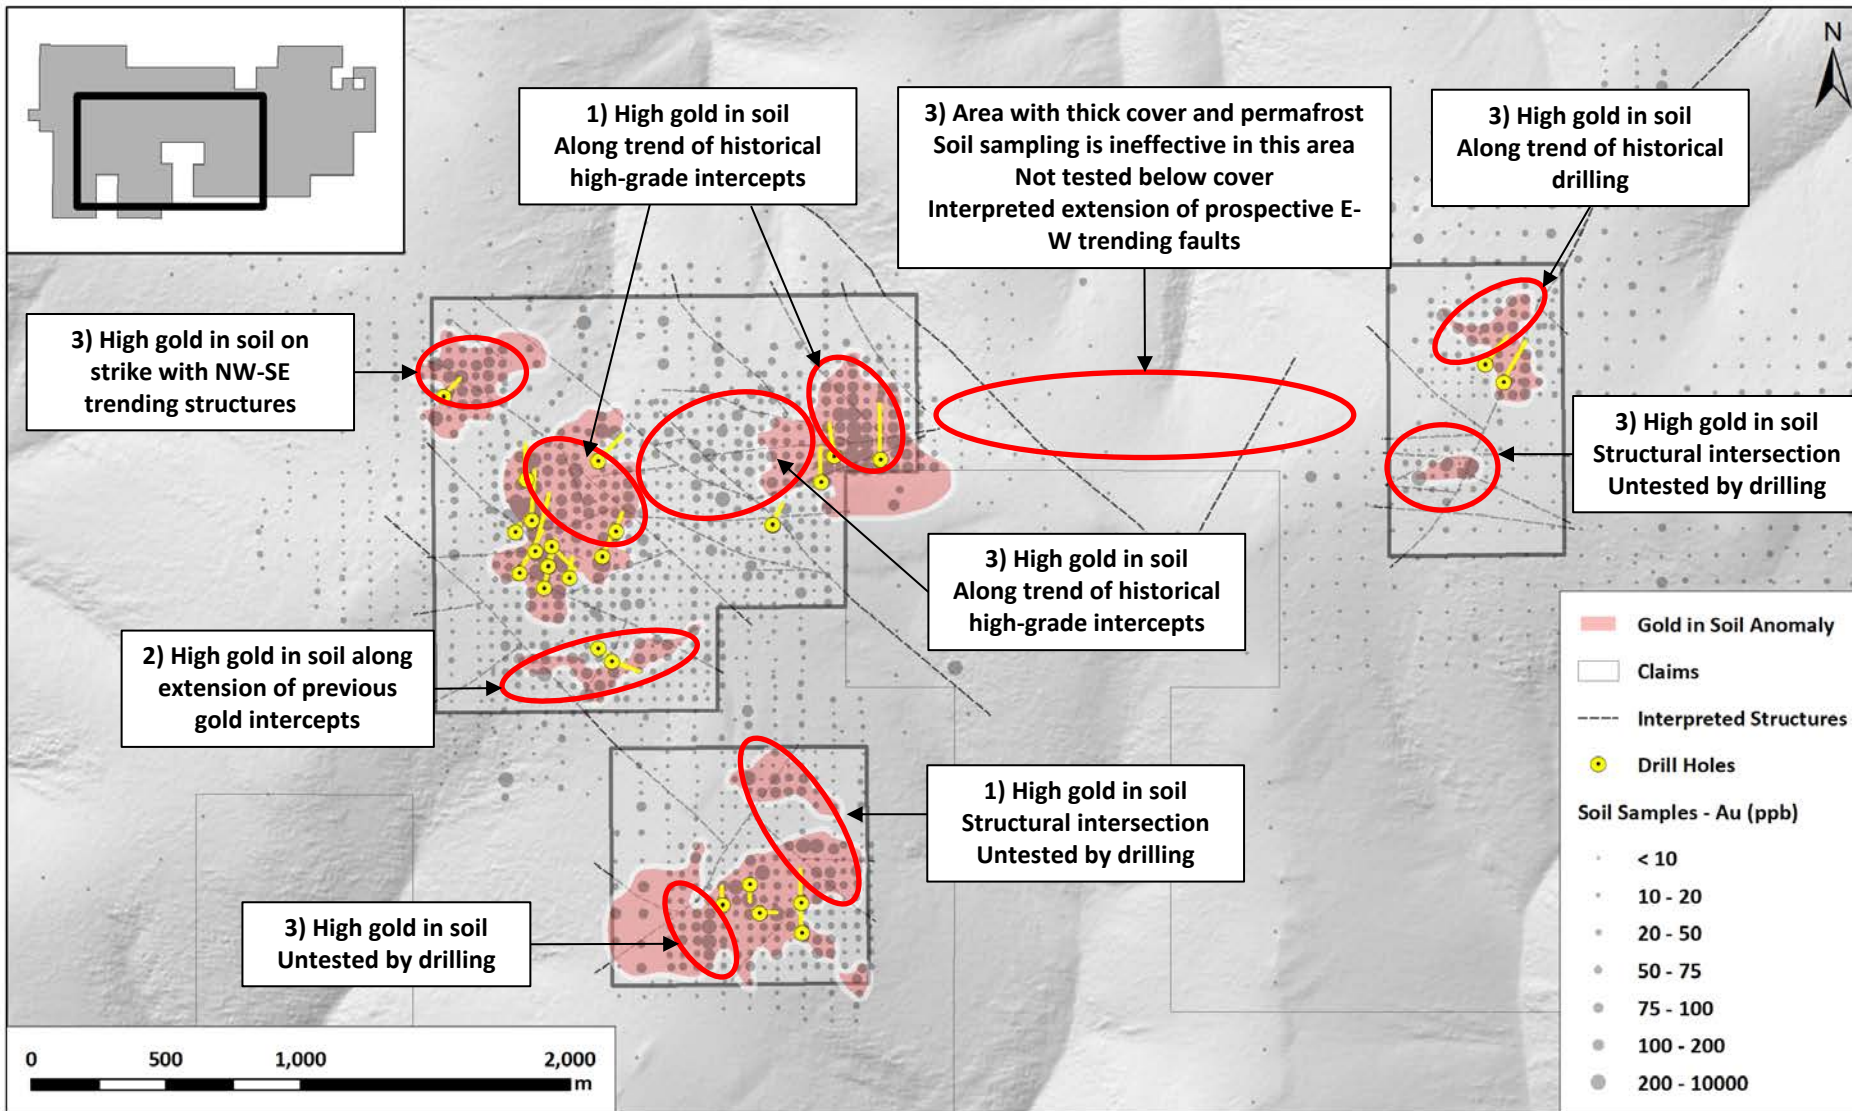 N
1) High gold in soil
Along trend of historical
high-grade intercepts
3) Area with thick cover and permafrost
Soil sampling is ineffective in this area
Not tested below cover
Interpreted extension of prospective E-
W trending faults
3) High gold in soil
Along trend of historical
drilling
3) High gold in soil on
strike with NW-SE
trending structures
3) High gold in soil
Structural intersection
Untested by drilling
3) High gold in soil
Along trend of historical
high-grade intercepts
2) High gold in soil along
extension of previous
gold intercepts
1) High gold in soil
Structural intersection
Untested by drilling
3) High gold in soil
Untested by drilling
Gold in Soil Anomaly
Claims
Interpreted Structures
Drill Holes
Soil Samples - Au (ppb)
< 10
10 - 20
20 - 50
50 - 75
75 - 100
100 - 200
200 - 10000
0 500 1,000 2,000
m